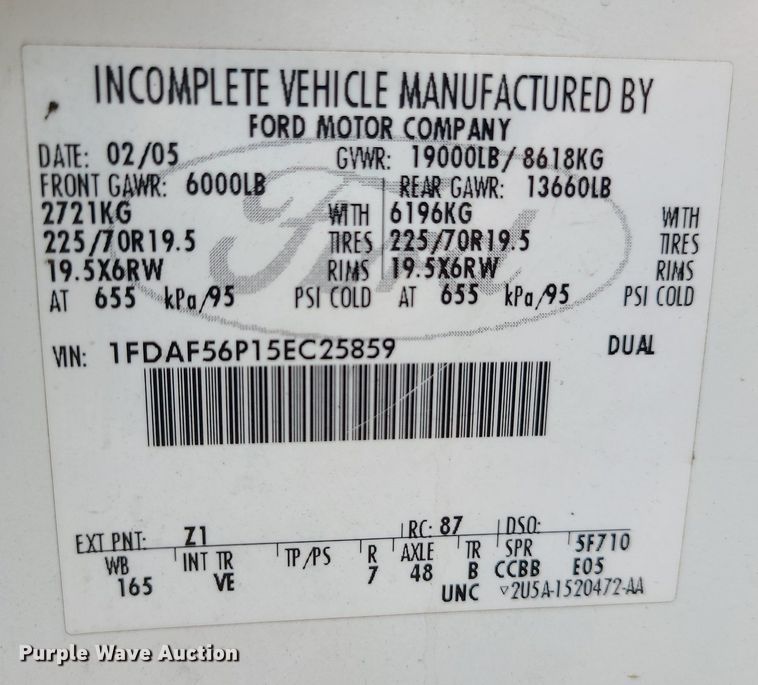 INCOMPLETE VEHICLE MANUFACTURED BY
FORD MOTOR COMPANY
DATE: 02/05 GVWR: 19000LB/8618KG
FRONT GAWR: 6000LB REAR GAWR: 13660LB
2721KG WITH 6196KG WITH
225/70R19.5 TIRES 225/70R19.5 TIRES
19.5X6RW RIMS 19.5X6RW RIMS
AT 655 kPa/95 PSI COLD AT 655 kPa/95 PSI COLD
VIN: 1FDAF56P15EC25859 DUAL
EXT PNT: Z1 RC: 87 DSO:
WB INT TR TP/PS R AXLE TR SPR 5F710
165 VE 7 48 B CCBB E05
UNC ▽2U5A-1520472-AA
Ford
Purple Wave Auction